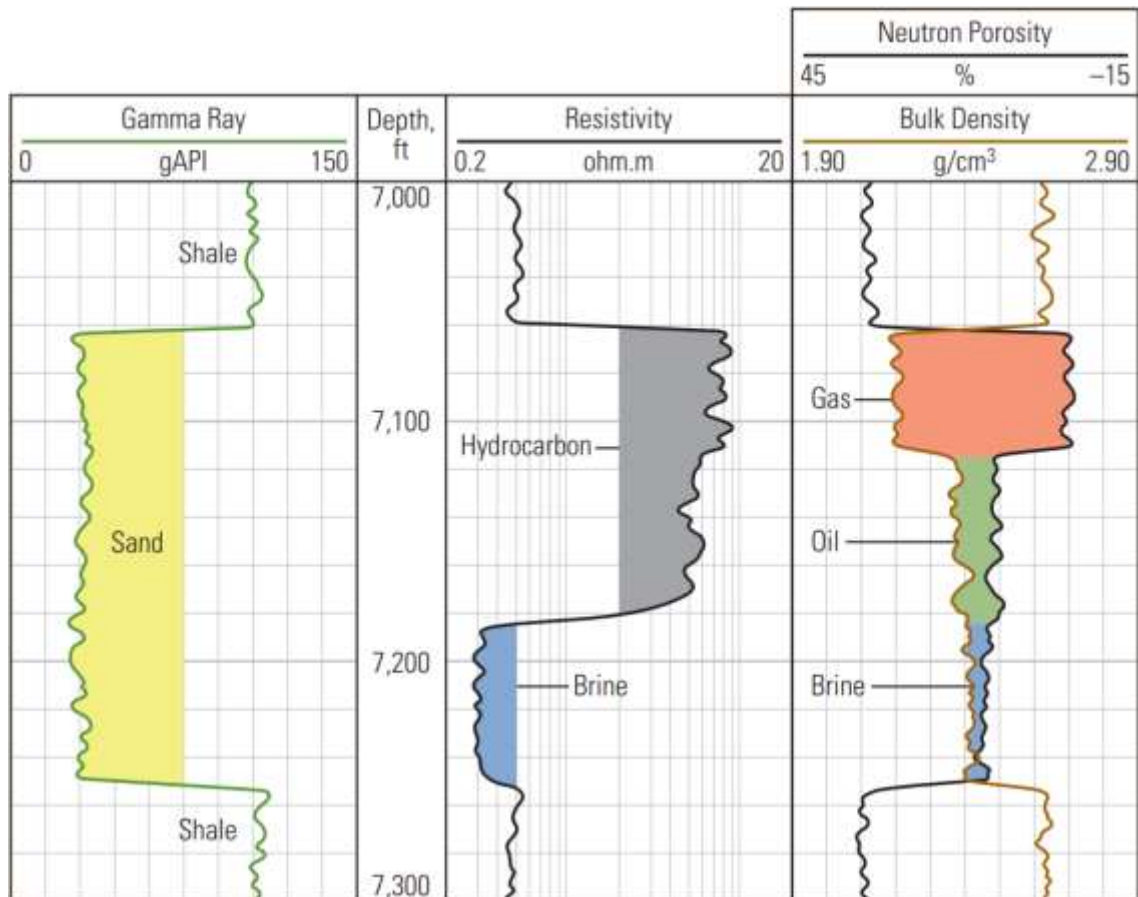 Neutron Porosity
45 % –15
Gamma Ray
0 gAPI 150
Depth,
ft
Resistivity
0.2 ohm.m 20
Bulk Density
1.90 g/cm³ 2.90
7,000
Shale
Gas
7,100
Hydrocarbon
Sand
Oil
7,200
Brine
Brine
Shale
7,300